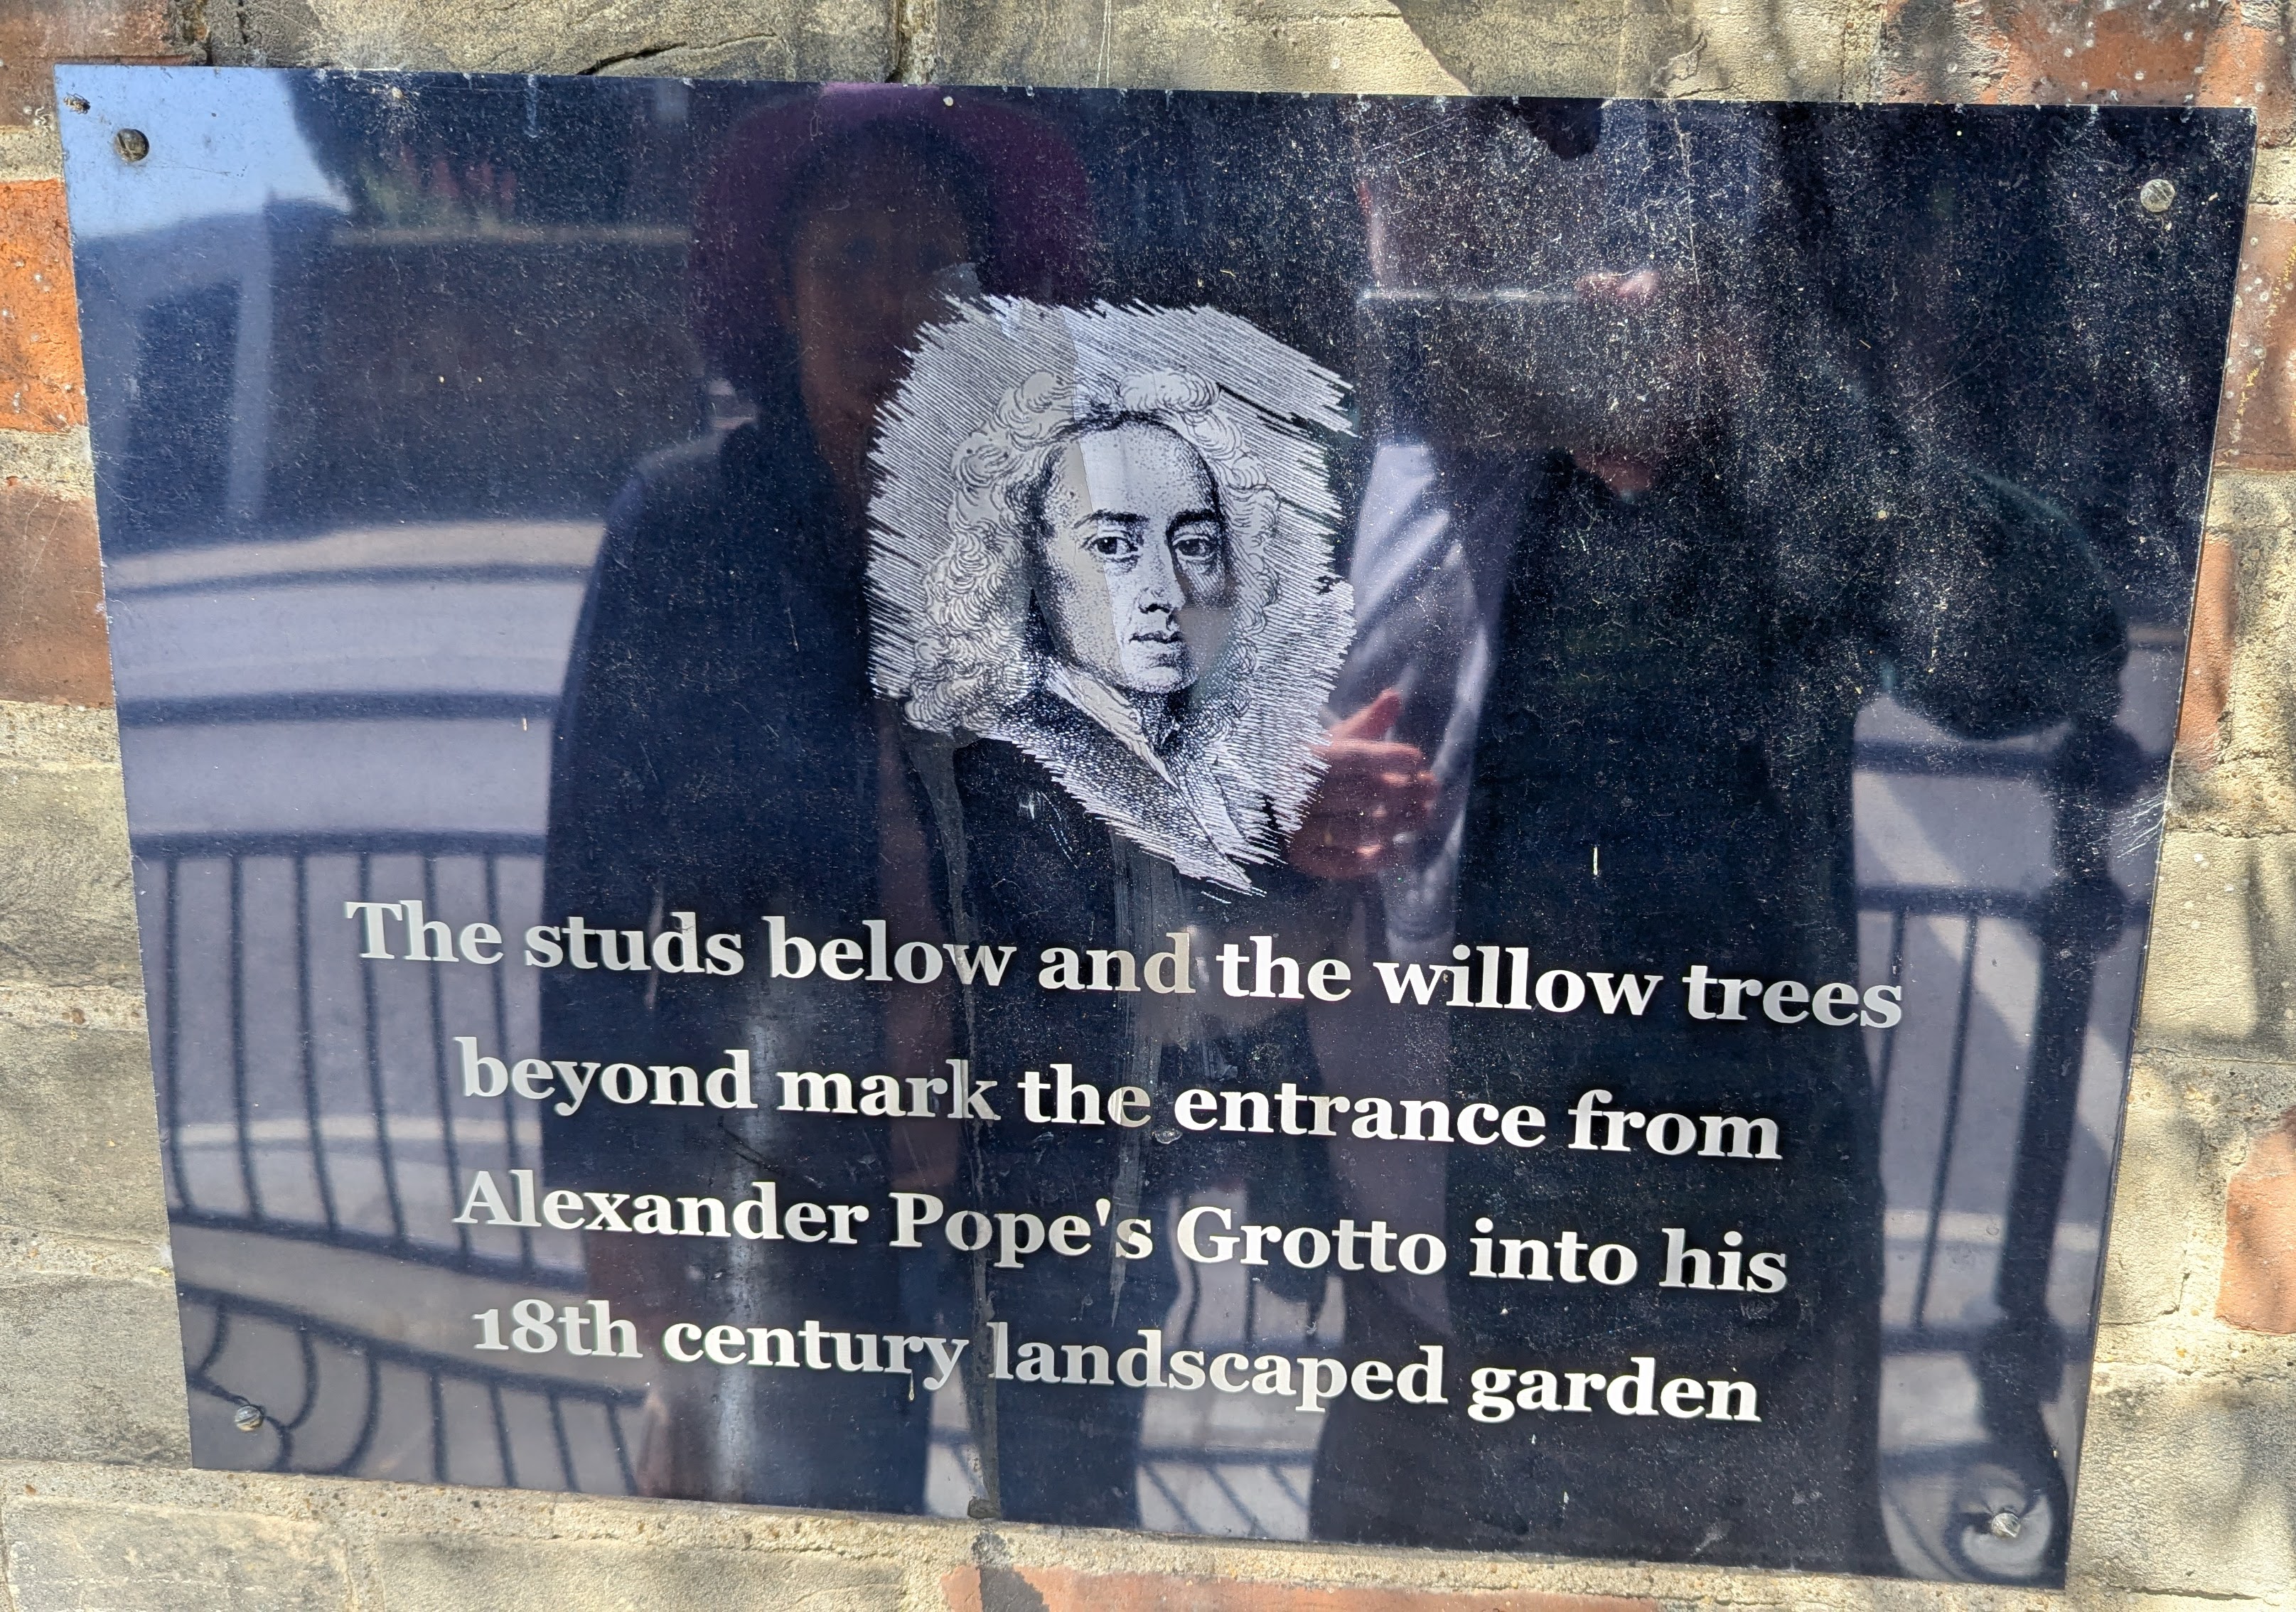 The studs below and the willow trees
beyond mark the entrance from
Alexander Pope's Grotto into his
18th century landscaped garden